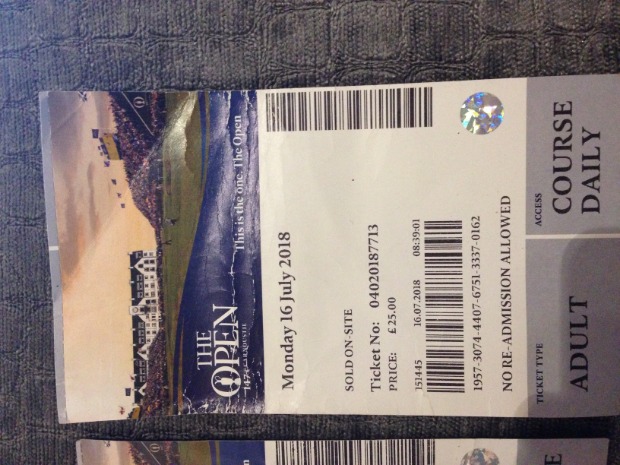 THE
OPEN
147th CARNOUSTIE
This is the one. The Open
Monday 16 July 2018
SOLD ON-SITE
Ticket No: 04020187713
PRICE: £25.00
151445 16.07.2018 08:39:01
1957-3074-4407-6751-3337-0162
NO RE-ADMISSION ALLOWED
TICKET TYPE
ADULT
ACCESS
COURSE
DAILY